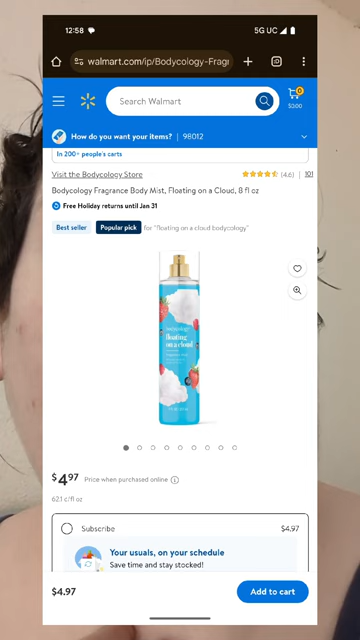 12:58
5G UC
walmart.com/ip/Bodycology-Fragr
Search Walmart
0
$0.00
How do you want your items? | 98012
In 200+ people's carts
Visit the Bodycology Store
(4.6) | 101
Bodycology Fragrance Body Mist, Floating on a Cloud, 8 fl oz
Free Holiday returns until Jan 31
Best seller
Popular pick
for "floating on a cloud bodycology"
bodycology
floating
on a cloud
$4.97
Price when purchased online
62.1 ¢/fl oz
Subscribe
$4.97
Your usuals, on your schedule
Save time and stay stocked!
$4.97
Add to cart